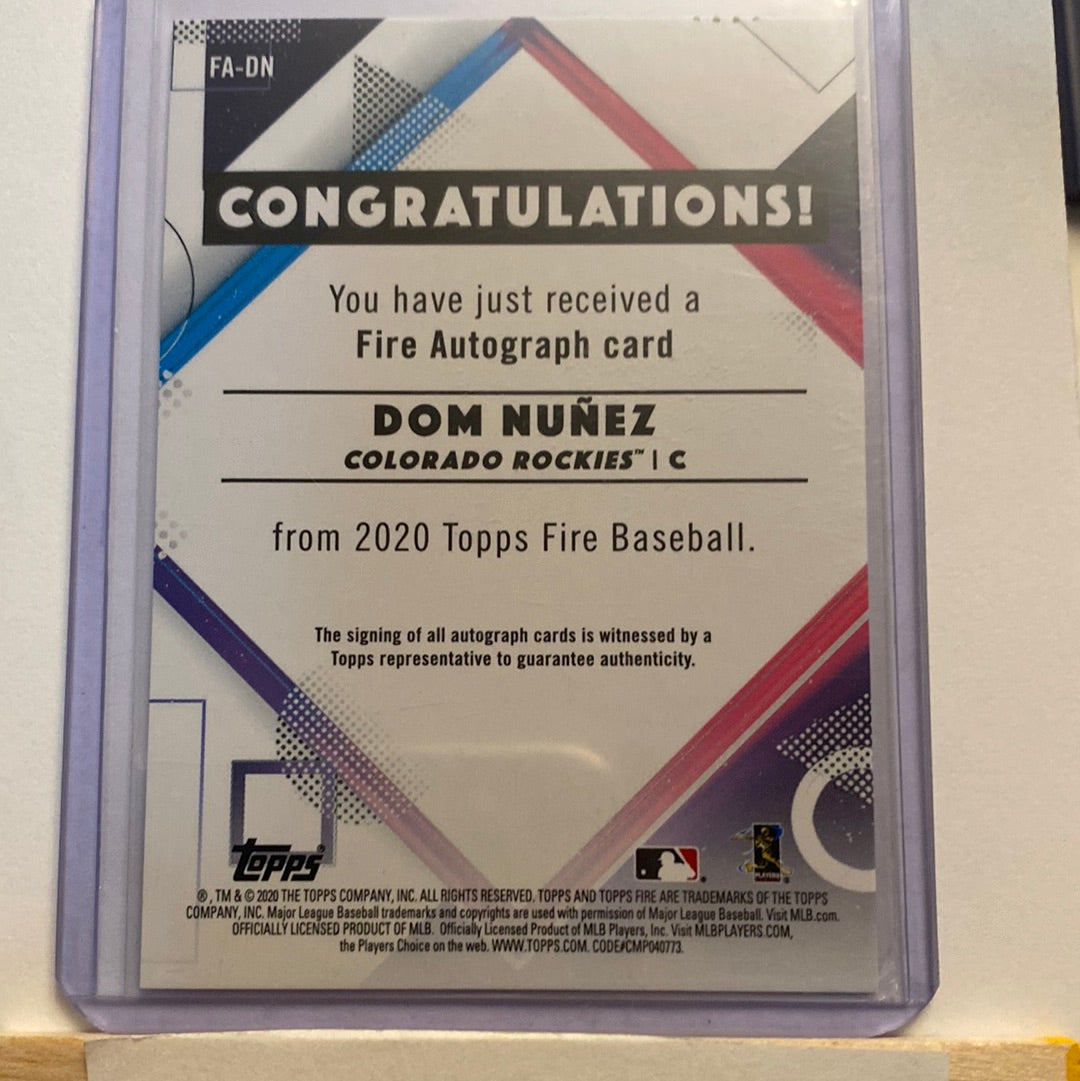 FA-DN
CONGRATULATIONS!
You have just received a
Fire Autograph card
DOM NUÑEZ
COLORADO ROCKIES™ | C
from 2020 Topps Fire Baseball.
The signing of all autograph cards is witnessed by a
Topps representative to guarantee authenticity.
topps®
PLAYERS
®, TM & © 2020 THE TOPPS COMPANY, INC. ALL RIGHTS RESERVED. TOPPS AND TOPPS FIRE ARE TRADEMARKS OF THE TOPPS
COMPANY, INC. Major League Baseball trademarks and copyrights are used with permission of Major League Baseball. Visit MLB.com.
OFFICIALLY LICENSED PRODUCT OF MLB. Officially Licensed Product of MLB Players, Inc. Visit MLBPLAYERS.COM,
the Players Choice on the web. WWW.TOPPS.COM. CODE#CMP040773.